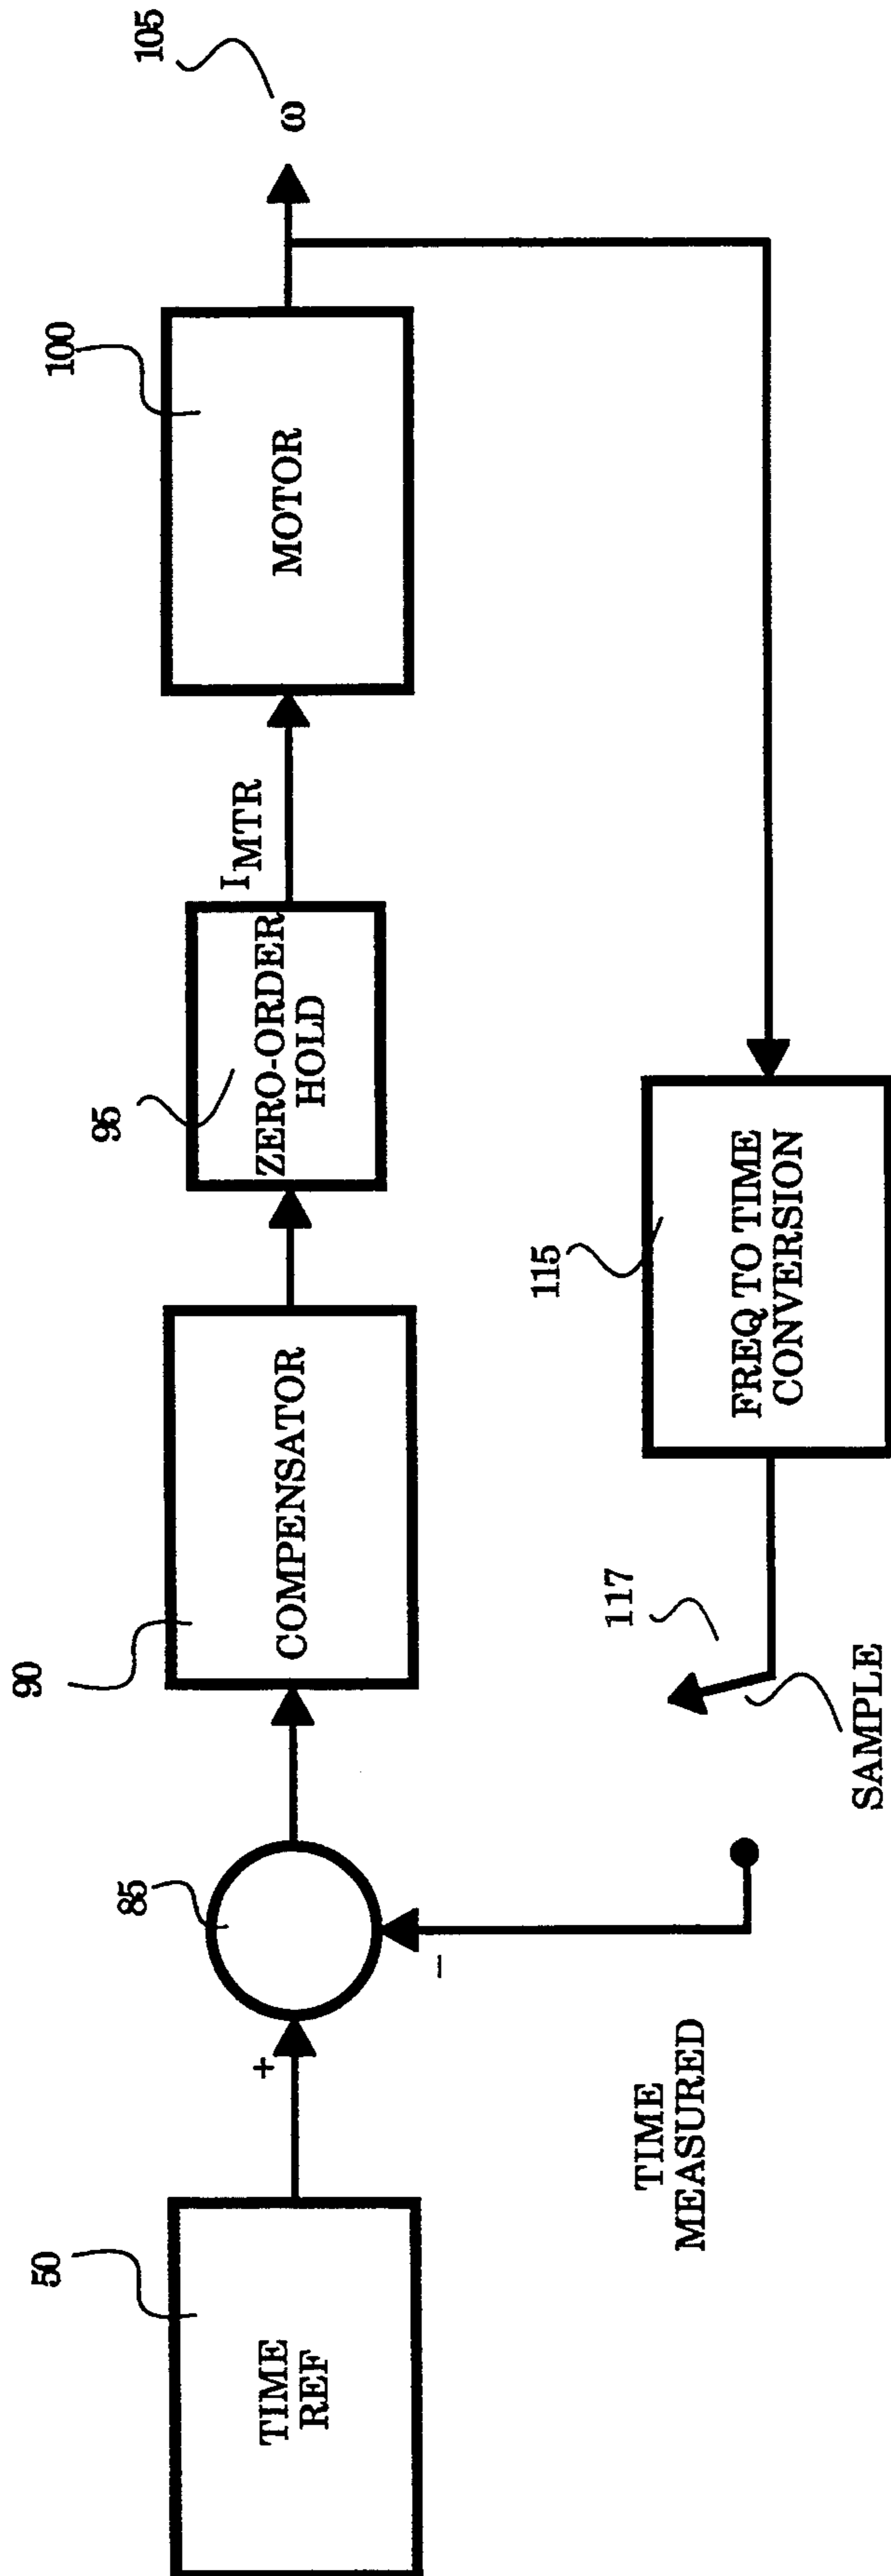 50
TIME
REF
+
85
−
90
COMPENSATOR
95
ZERO-ORDER
HOLD
I MTR
100
MOTOR
105
ω
TIME
MEASURED
117
SAMPLE
115
FREQ TO TIME
CONVERSION